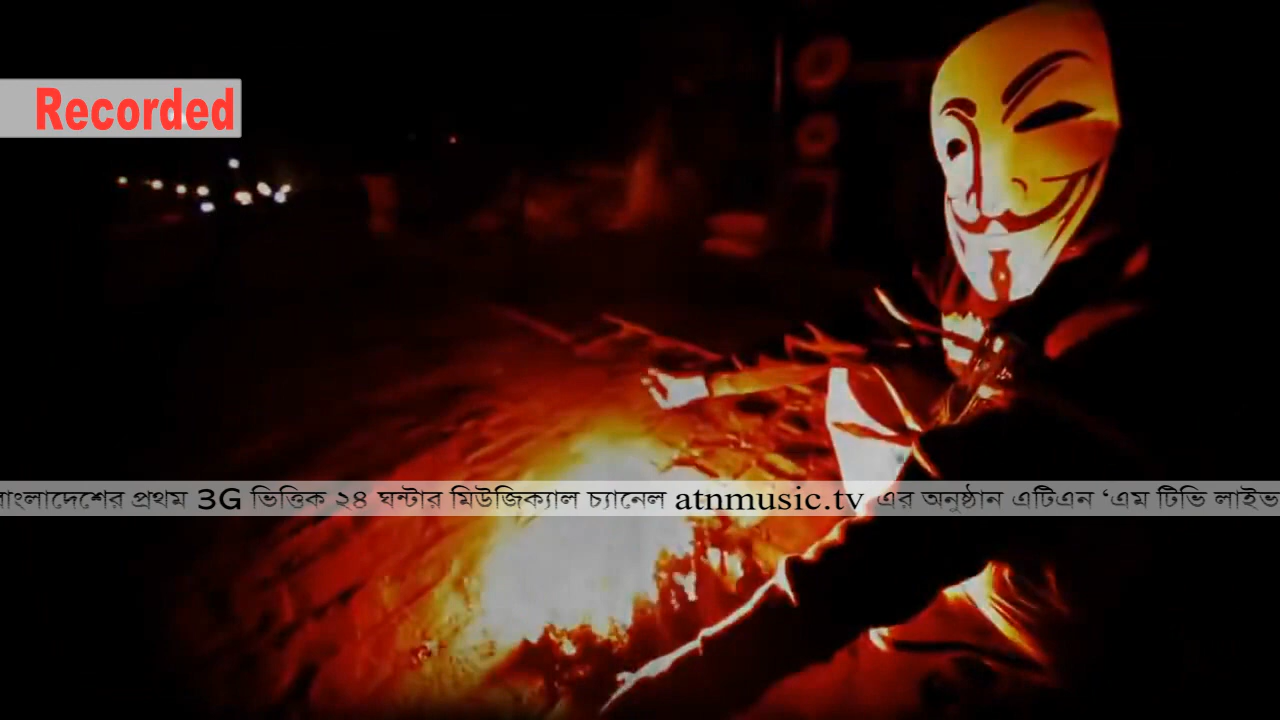 Recorded
বাংলাদেশের প্রথম 3G ভিত্তিক ২৪ ঘন্টার মিউজিক্যাল চ্যানেল atnmusic.tv এর অনুষ্ঠান এটিএন ‘এম টিভি লাইভ